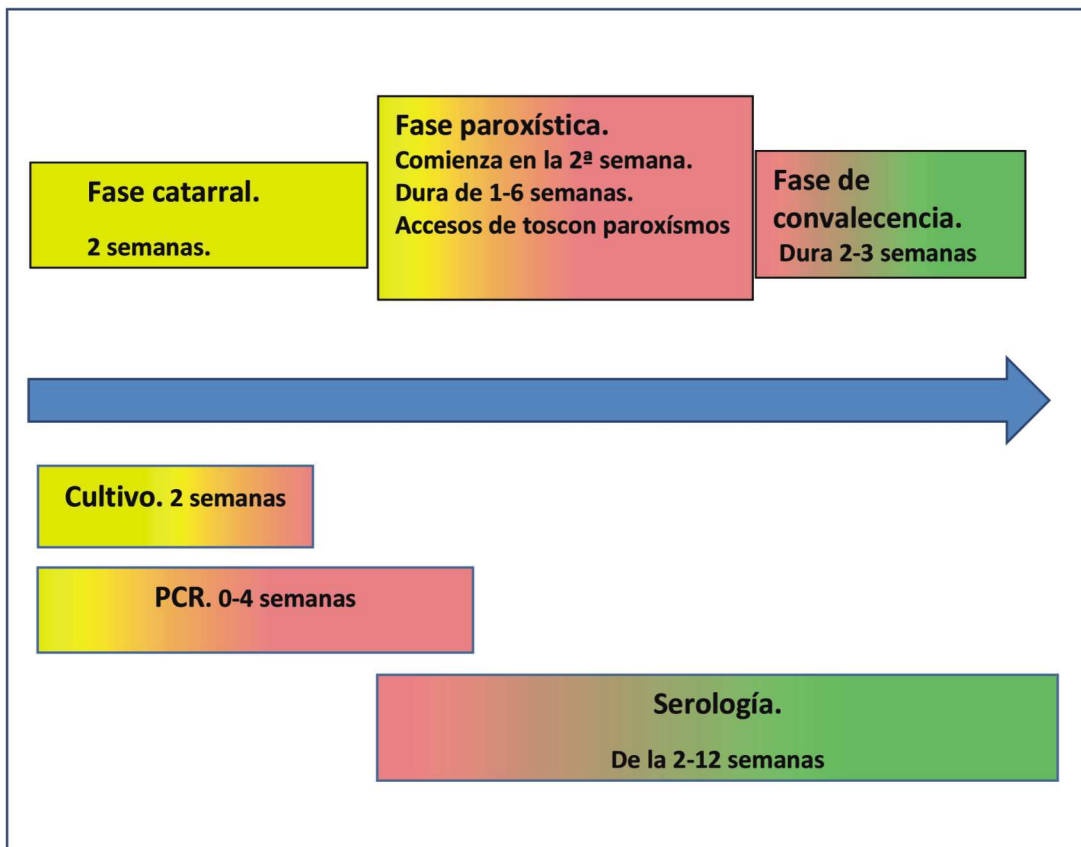 Fase catarral.
2 semanas.
Fase paroxística.
Comienza en la 2ª semana.
Dura de 1-6 semanas.
Accesos de toscon paroxísmos
Fase de
convalecencia.
Dura 2-3 semanas
Cultivo. 2 semanas
PCR. 0-4 semanas
Serología.
De la 2-12 semanas